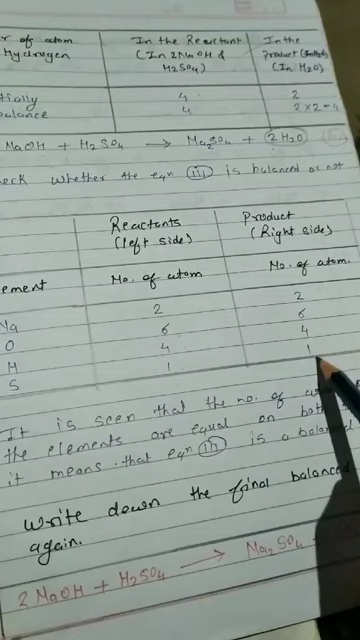 r of atom In the Reactant In the
Hydrogen (In 2NaOH & Product
H2SO4) (In H2O)
tially 4 2
balance 4 2×2=4
NaOH + H2SO4 → Na2SO4 + 2H2O
eck whether the eqn (iii) is balanced or not
Reactants Product
(left side) (Right side)
ement No. of atom No. of atom.
Na 2 2
O 6 6
H 4 4
S 1 1
It is seen that the no. of
the elements are equal on both
it means that eqn (iii) is a balanced
Write down the final balanced
again.
2NaOH + H2SO4 → Na2SO4 +